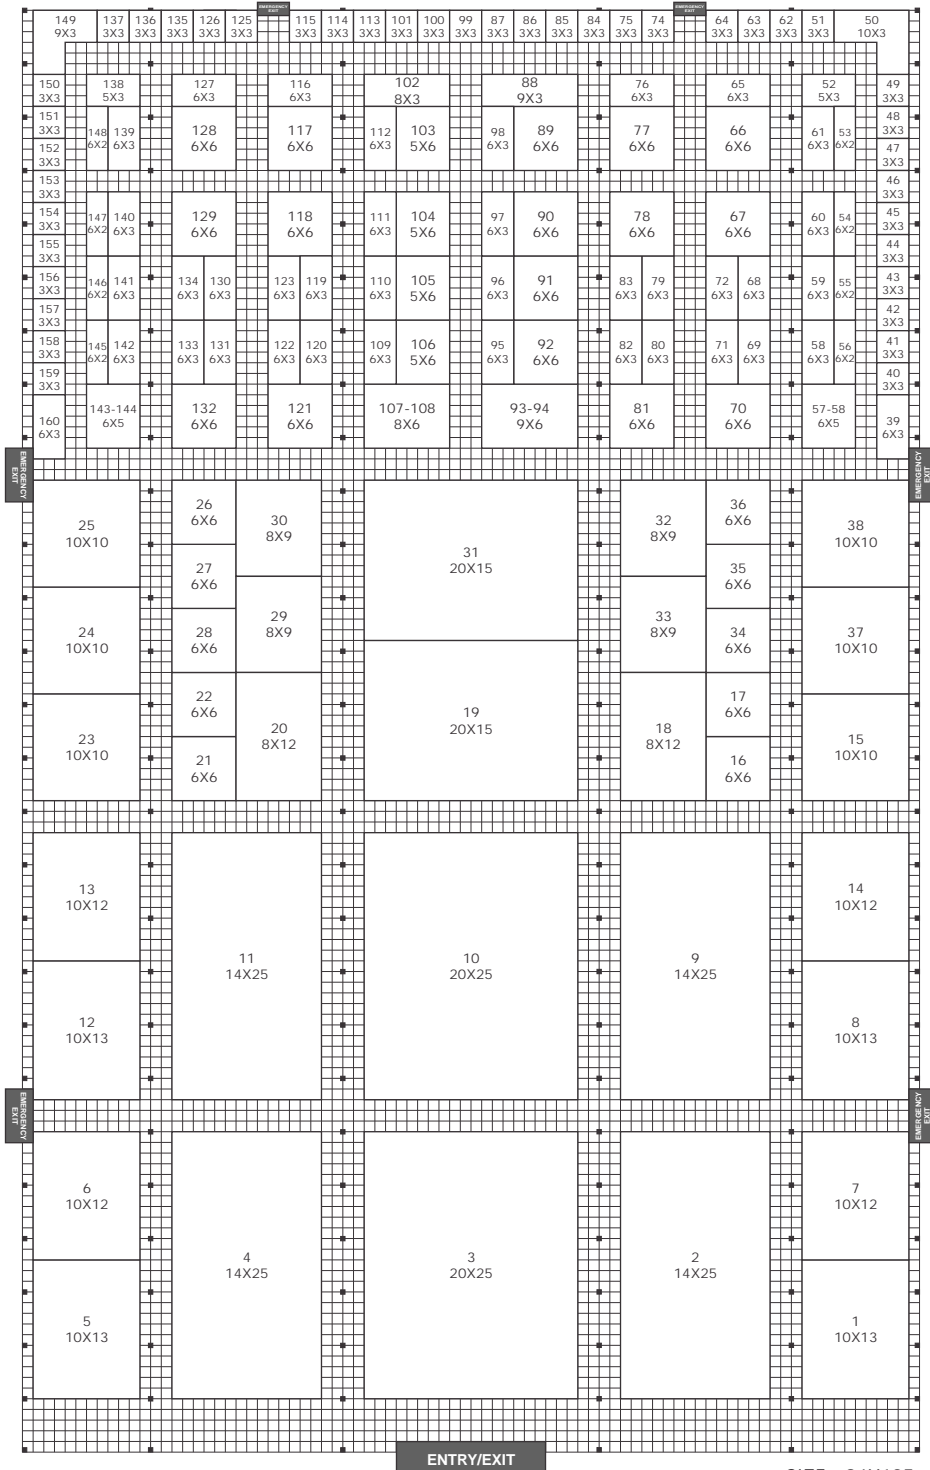 EMERGENCY
EXIT
EMERGENCY
EXIT
149 137 136 135 126 125 115 114 113 101 100 99 87 86 85 84 75 74 64 63 62 51 50
9X3 3X3 3X3 3X3 3X3 3X3 3X3 3X3 3X3 3X3 3X3 3X3 3X3 3X3 3X3 3X3 3X3 3X3 3X3 3X3 3X3 3X3 10X3
150 138 127 116 102 88 76 65 52 49
3X3 5X3 6X3 6X3 8X3 9X3 6X3 6X3 5X3 3X3
151 48
3X3 3X3
148 139 128 117 112 103 98 89 77 66 61 53
6X2 6X3 6X6 6X6 6X3 5X6 6X3 6X6 6X6 6X6 6X3 6X2
152 47
3X3 3X3
153 46
3X3 3X3
154 45
3X3 3X3
147 140 129 118 111 104 97 90 78 67 60 54
6X2 6X3 6X6 6X6 6X3 5X6 6X3 6X6 6X6 6X6 6X3 6X2
155 44
3X3 3X3
156 43
3X3 3X3
146 141 134 130 123 119 110 105 96 91 83 79 72 68 59 55
6X2 6X3 6X3 6X3 6X3 6X3 6X3 5X6 6X3 6X6 6X3 6X3 6X3 6X3 6X3 6X2
157 42
3X3 3X3
158 41
3X3 3X3
145 142 133 131 122 120 109 106 95 92 82 80 71 69 58 56
6X2 6X3 6X3 6X3 6X3 6X3 6X3 5X6 6X3 6X6 6X3 6X3 6X3 6X3 6X3 6X2
159 40
3X3 3X3
160 143-144 132 121 107-108 93-94 81 70 57-58 39
6X3 6X5 6X6 6X6 8X6 9X6 6X6 6X6 6X5 6X3
EMERGENCY
EXIT
EMERGENCY
EXIT
25 26 30 31 32 36 38
10X10 6X6 8X9 20X15 8X9 6X6 10X10
27 35
6X6 6X6
24 28 29 33 34 37
10X10 6X6 8X9 8X9 6X6 10X10
23 22 20 19 18 17 15
10X10 6X6 8X12 20X15 8X12 6X6 10X10
21 16
6X6 6X6
13 14
10X12 10X12
11 10 9
14X25 20X25 14X25
12 8
10X13 10X13
EMERGENCY
EXIT
EMERGENCY
EXIT
6 7
10X12 10X12
4 3 2
14X25 20X25 14X25
5 1
10X13 10X13
ENTRY/EXIT